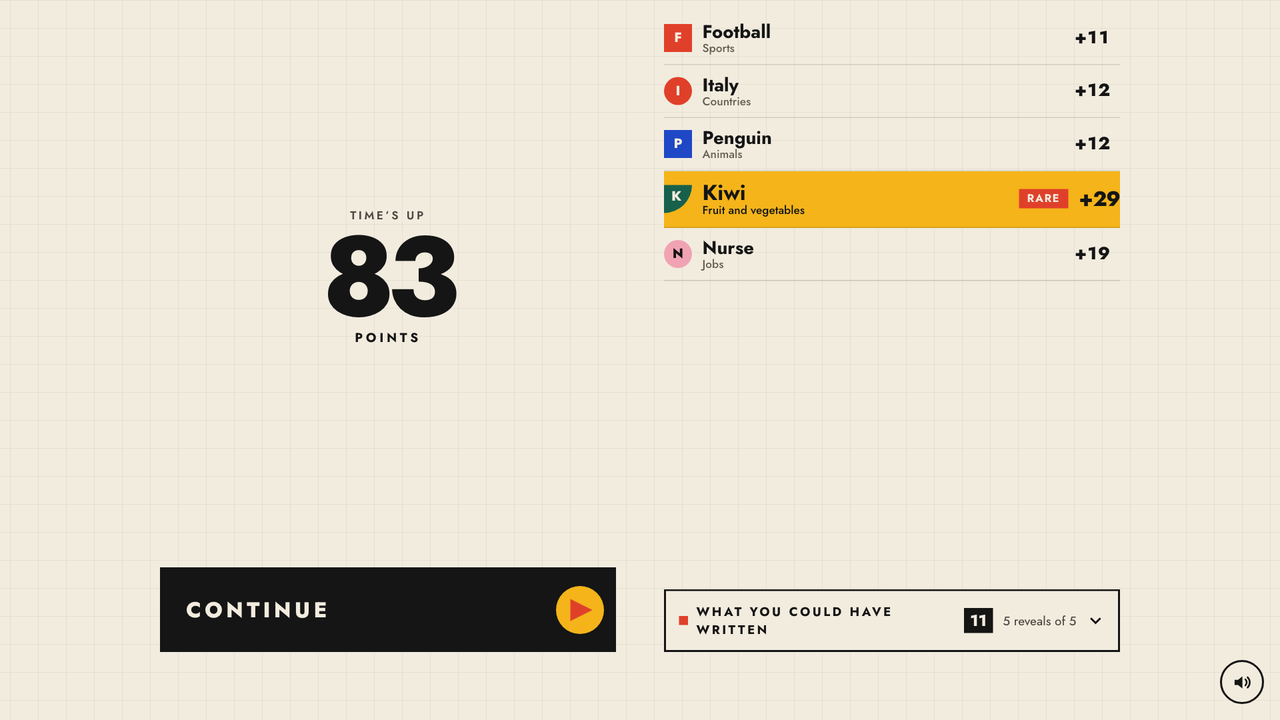 TIME'S UP
83
POINTS
CONTINUE
F Football +11
Sports
I Italy +12
Countries
P Penguin +12
Animals
K Kiwi RARE +29
Fruit and vegetables
N Nurse +19
Jobs
WHAT YOU COULD HAVE
WRITTEN
11 5 reveals of 5